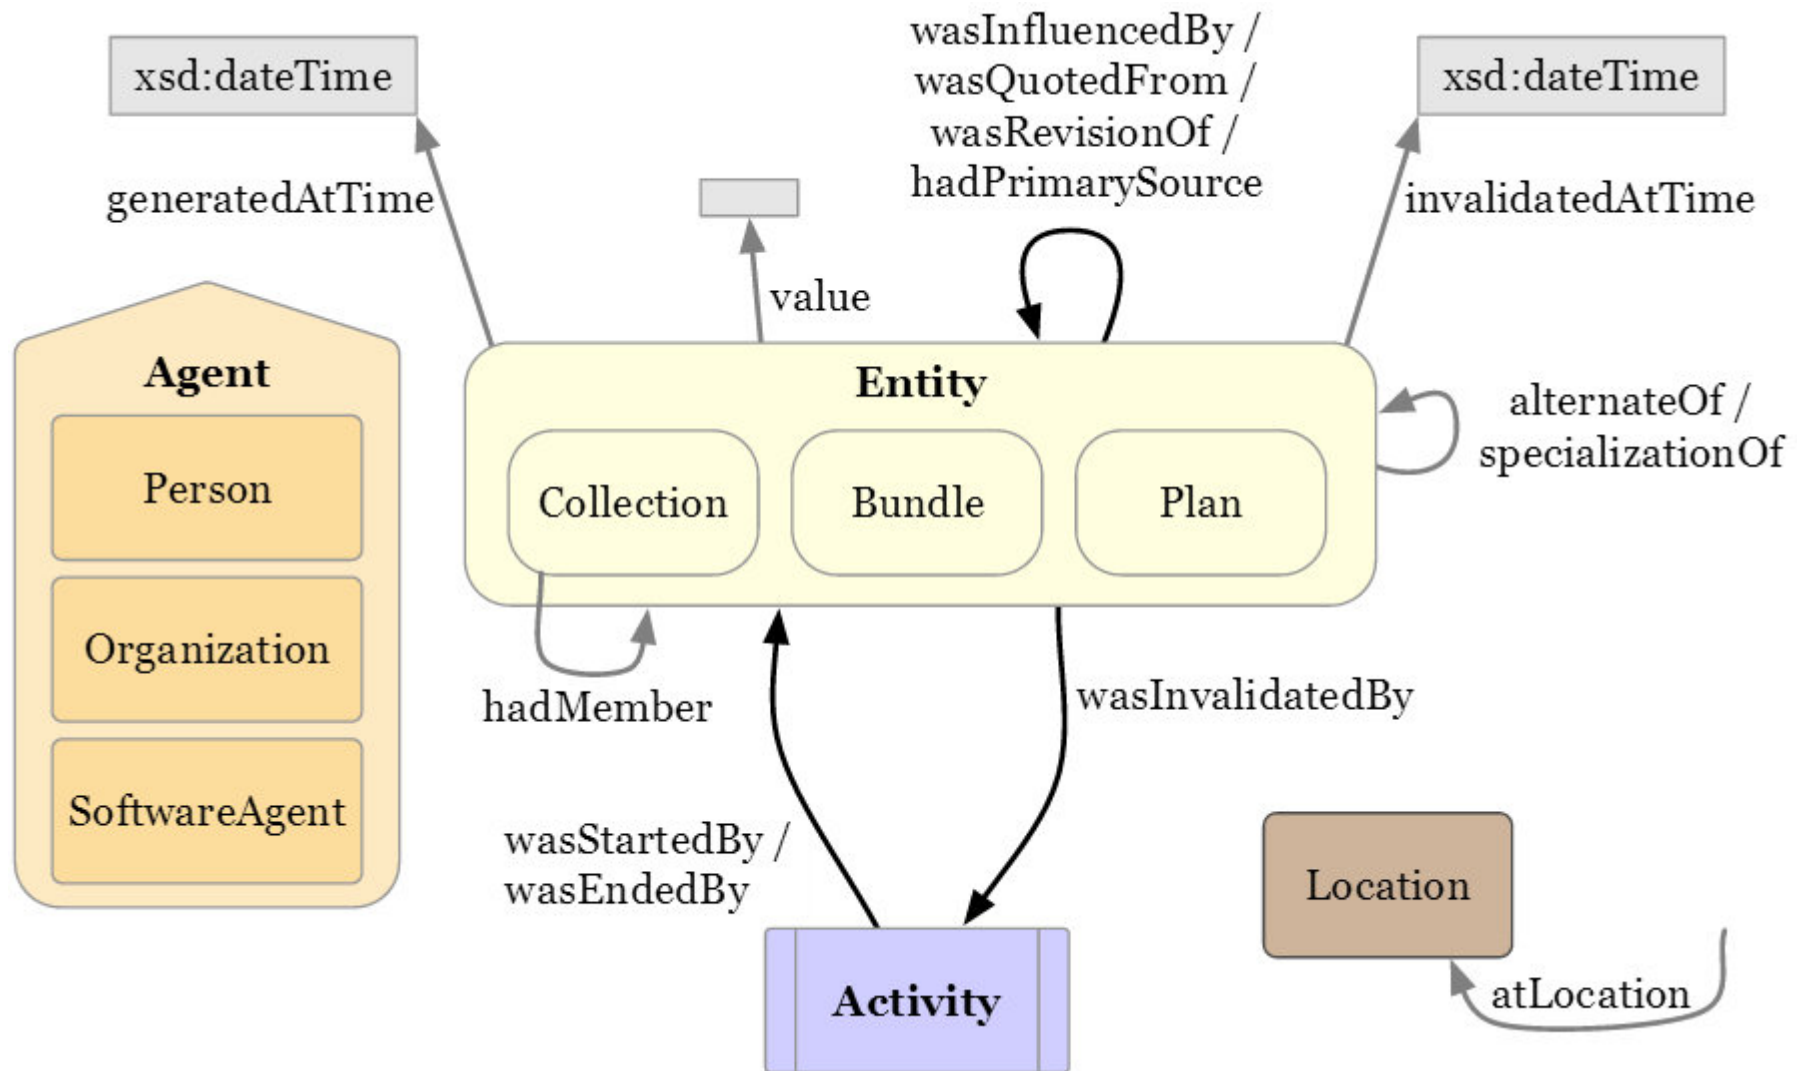 wasInfluencedBy /
wasQuotedFrom /
wasRevisionOf /
hadPrimarySource
xsd:dateTime
xsd:dateTime
generatedAtTime
invalidatedAtTime
value
Agent
Person
Organization
SoftwareAgent
Entity
Collection
Bundle
Plan
alternateOf /
specializationOf
hadMember
wasInvalidatedBy
wasStartedBy /
wasEndedBy
Activity
Location
atLocation